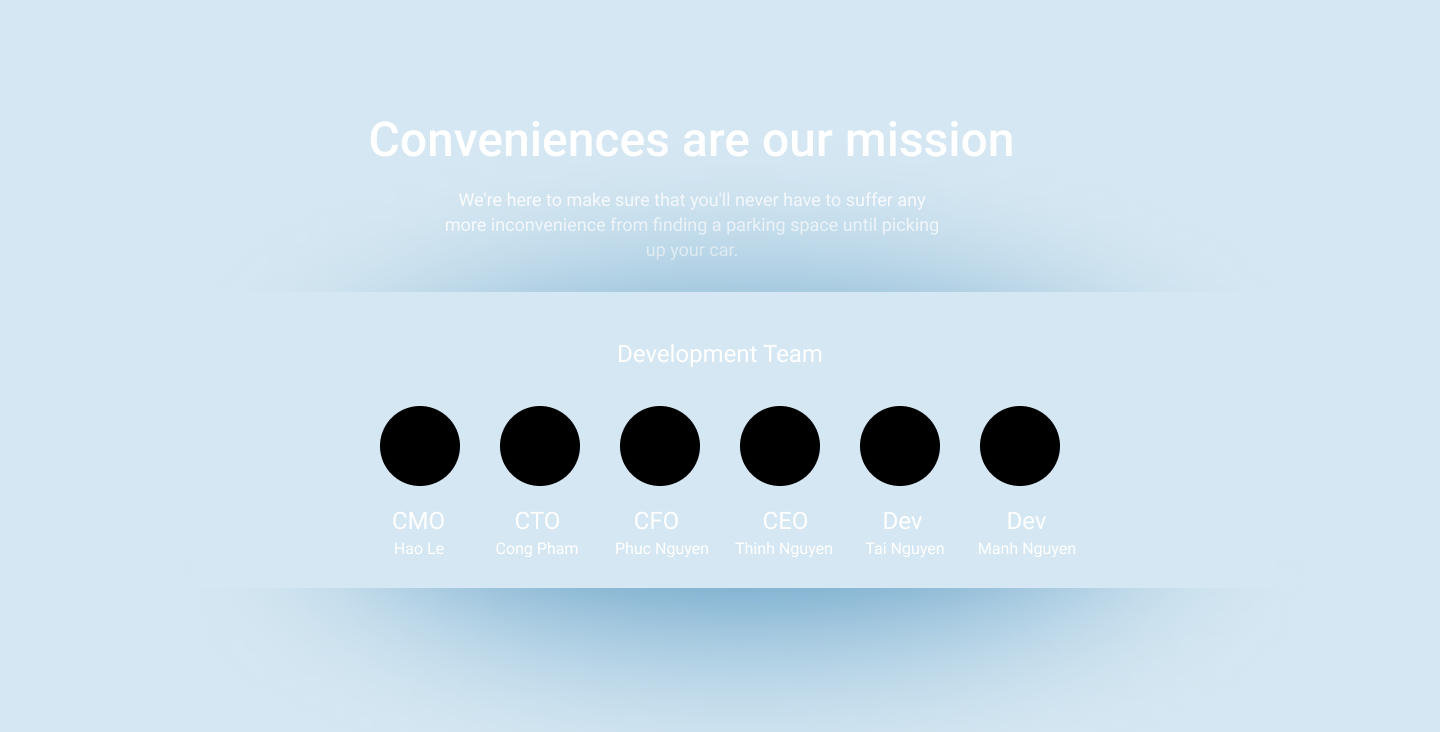 Conveniences are our mission
We're here to make sure that you'll never have to suffer any
more inconvenience from finding a parking space until picking
up your car.
Development Team
CMO CTO CFO CEO Dev Dev
Hao Le Cong Pham Phuc Nguyen Thinh Nguyen Tai Nguyen Manh Nguyen